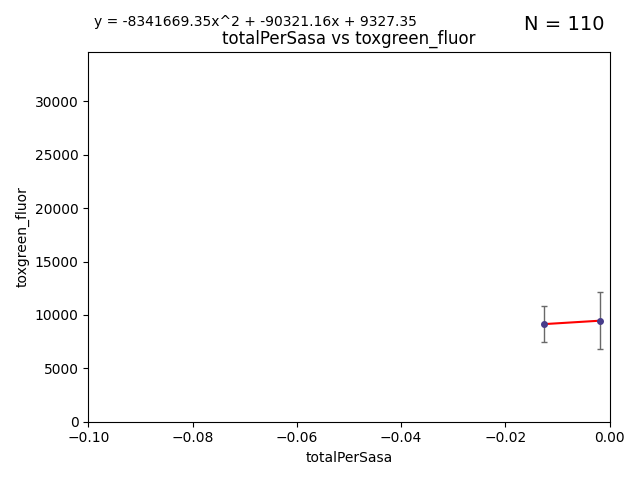 y = -8341669.35x^2 + -90321.16x + 9327.35
N = 110
totalPerSasa vs toxgreen_fluor
30000
25000
20000
15000
10000
5000
0
toxgreen_fluor
−0.10 −0.08 −0.06 −0.04 −0.02 0.00
totalPerSasa